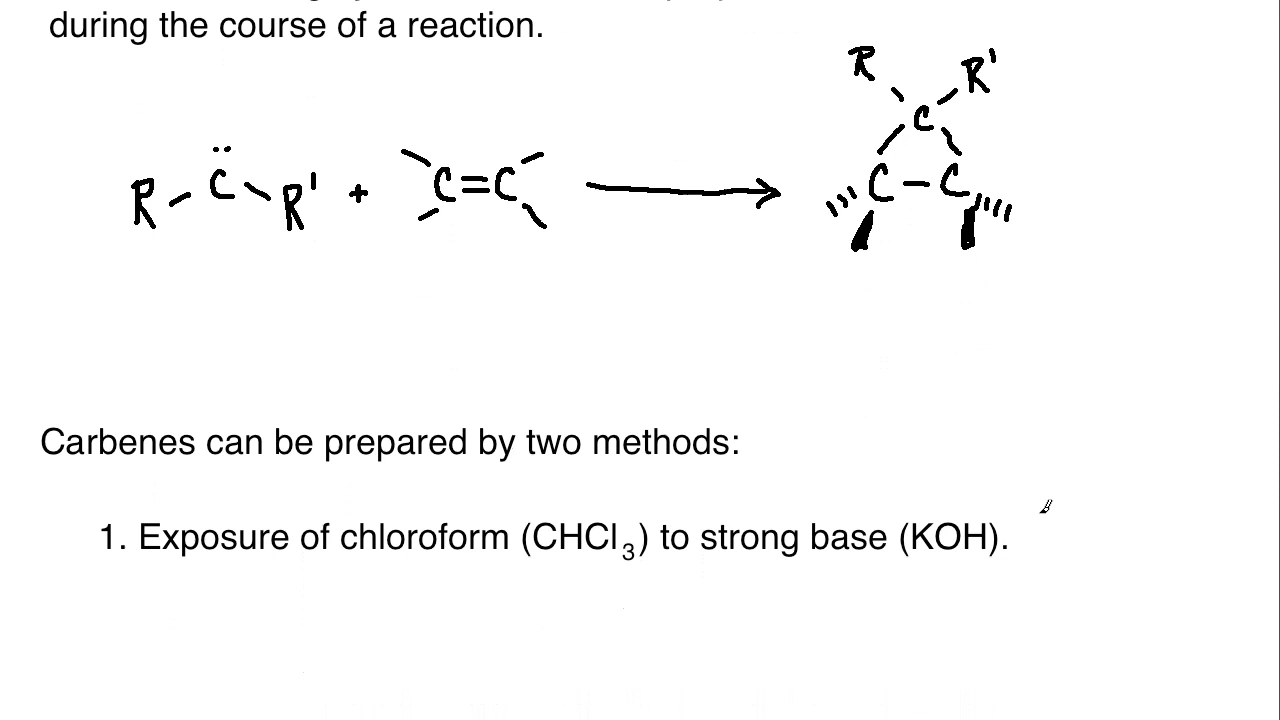 during the course of a reaction.
R R'
R - C̈ - R' + C=C → C
C - C
Carbenes can be prepared by two methods:
1. Exposure of chloroform (CHCl₃) to strong base (KOH).